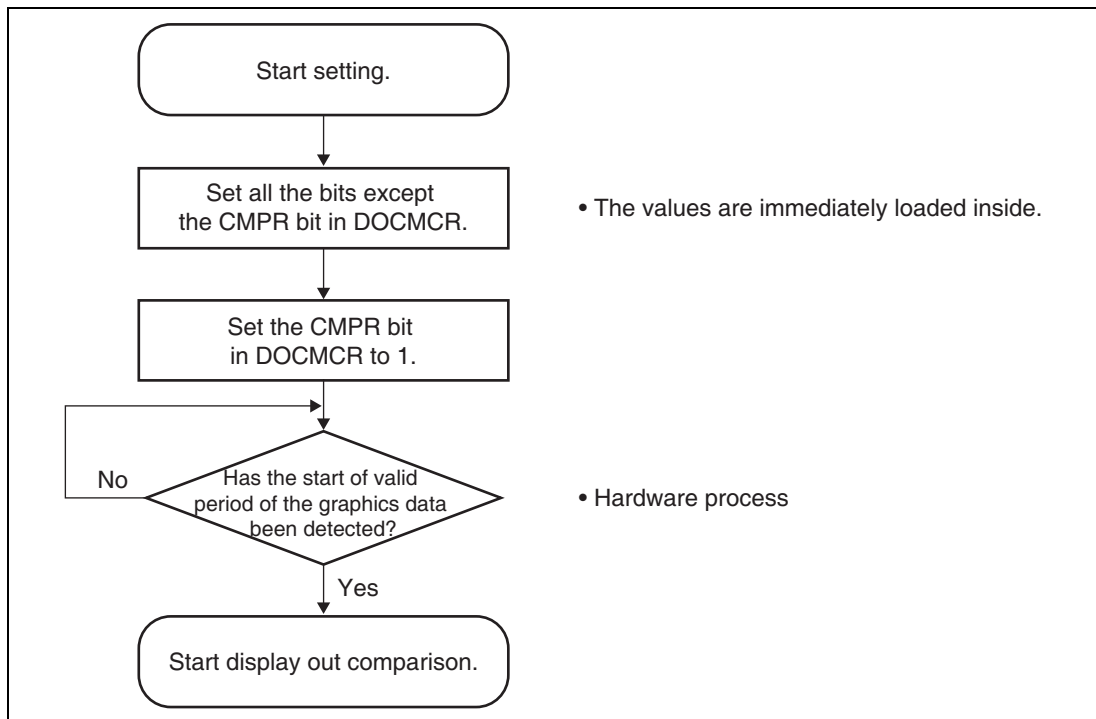 Start setting.
Set all the bits except
the CMPR bit in DOCMCR.
• The values are immediately loaded inside.
Set the CMPR bit
in DOCMCR to 1.
No
Has the start of valid
period of the graphics data
been detected?
• Hardware process
Yes
Start display out comparison.